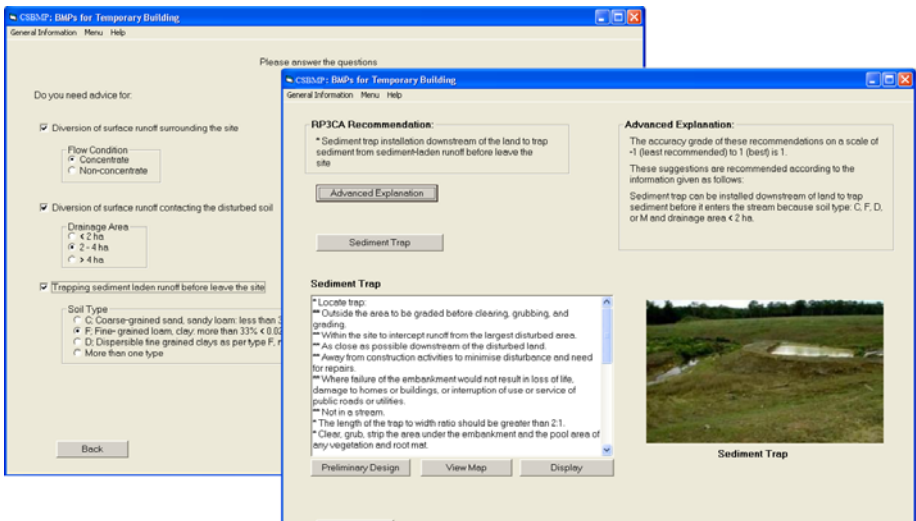 CSBMP: BMPs for Temporary Building
General Information Menu Help
Please answer the questions
Do you need advice for:
Diversion of surface runoff surrounding the site
Flow Condition
Concentrate
Non-concentrate
Diversion of surface runoff contacting the disturbed soil
Drainage Area
< 2 ha
2 - 4 ha
> 4 ha
Trapping sediment laden runoff before leave the site
Soil Type
C: Coarse-grained sand, sandy loam: less than
F: Fine- grained loam, clay: more than 33% < 0.02
D: Dispersible fine grained clays as per type F,
More than one type
Back
CSBMP: BMPs for Temporary Building
General Information Menu Help
RP3CA Recommendation:
* Sediment trap installation downstream of the land to trap
sediment from sediment-laden runoff before leave the
site
Advanced Explanation
Sediment Trap
Advanced Explanation:
The accuracy grade of these recommendations on a scale of
-1 (least recommended) to 1 (best) is 1.
These suggestions are recommended according to the
information given as follows:
Sediment trap can be installed downstream of land to trap
sediment before it enters the stream because soil type: C, F, D,
or M and drainage area < 2 ha.
Sediment Trap
* Locate trap:
** Outside the area to be graded before clearing, grubbing, and
grading.
** Within the site to intercept runoff from the largest disturbed area.
** As close as possible downstream of the disturbed land.
** Away from construction activities to minimise disturbance and need
for repairs.
** Where failure of the embankment would not result in loss of life,
damage to homes or buildings, or interruption of use or service of
public roads or utilities.
** Not in a stream.
* The length of the trap to width ratio should be greater than 2:1.
* Clear, grub, strip the area under the embankment and the pool area of
any vegetation and root mat.
Preliminary Design
View Map
Display
Sediment Trap